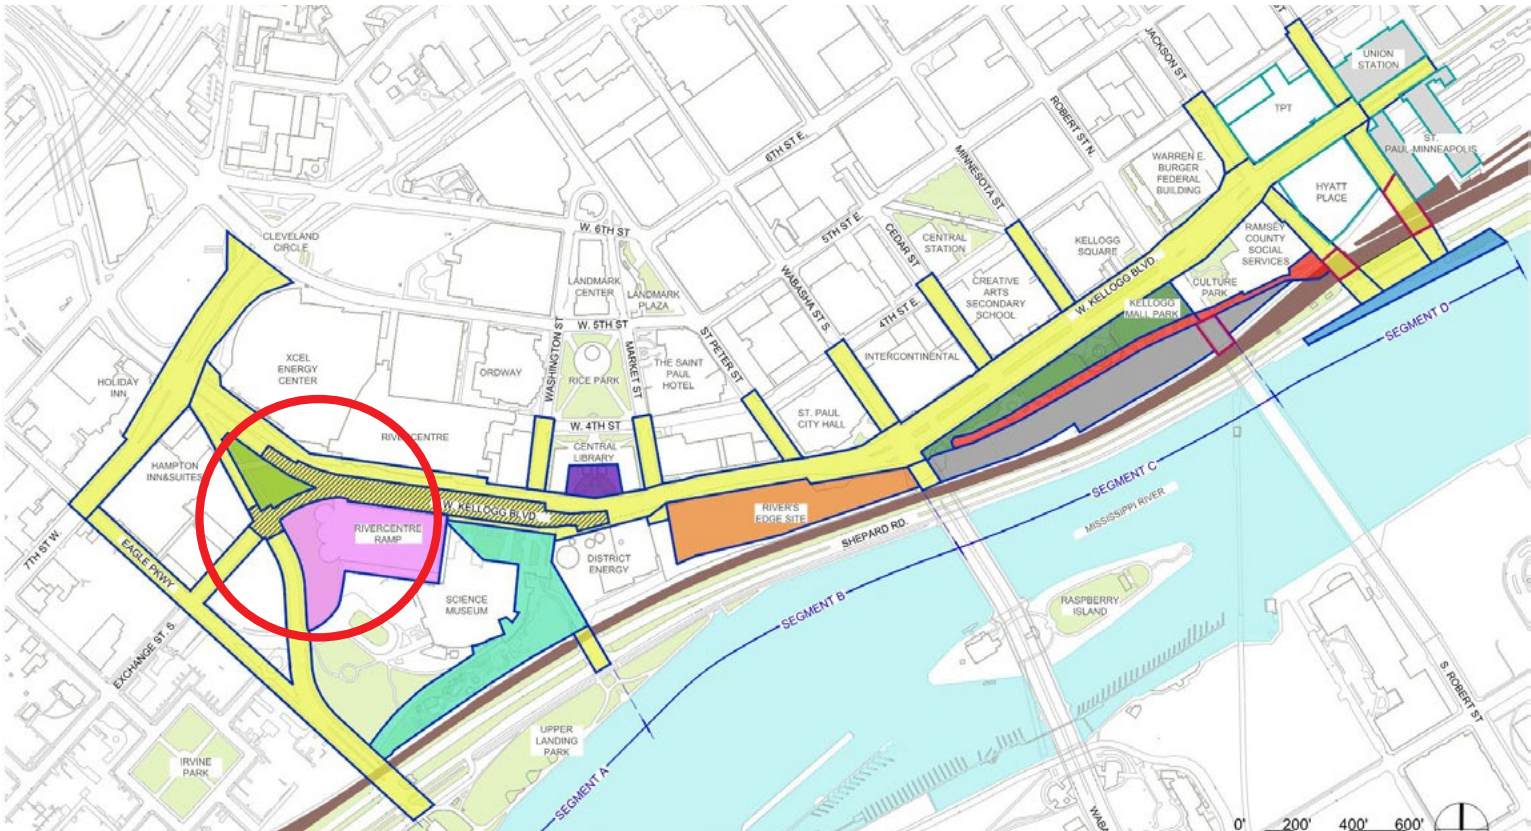 UNION
STATION
JACKSON ST
TPT
ROBERT ST N.
ST.
PAUL-MINNEAPOLIS
6TH ST E.
MINNESOTA ST
WARREN E.
BURGER
FEDERAL
BUILDING
HYATT
PLACE
CLEVELAND
CIRCLE
W. 6TH ST
5TH ST E.
CEDAR ST
CENTRAL
STATION
KELLOGG
SQUARE
RAMSEY
COUNTY
SOCIAL
SERVICES
LANDMARK
CENTER
LANDMARK
PLAZA
WABASHA ST S.
4TH ST E.
CREATIVE
ARTS
SECONDARY
SCHOOL
W. KELLOGG BLVD.
CULTURE
PARK
KELLOGG
MALL PARK
SEGMENT D
W. 5TH ST
ST PETER ST
INTERCONTINENTAL
XCEL
ENERGY
CENTER
ORDWAY
WASHINGTON ST
RICE PARK
MARKET ST
THE SAINT
PAUL
HOTEL
HOLIDAY
INN
ST. PAUL
CITY HALL
W. 4TH ST
RIVERCENTRE
CENTRAL
LIBRARY
HAMPTON
INN&SUITES
SEGMENT C
MISSISSIPPI RIVER
W. KELLOGG BLVD.
RIVER'S
EDGE SITE
RIVERCENTRE
RAMP
SHEPARD RD.
7TH ST W.
EAGLE PKWY
DISTRICT
ENERGY
SCIENCE
MUSEUM
SEGMENT B
RASPBERRY
ISLAND
EXCHANGE ST. S.
S. ROBERT ST
UPPER
LANDING
PARK
IRVINE
PARK
SEGMENT A
0' 200' 400' 600'